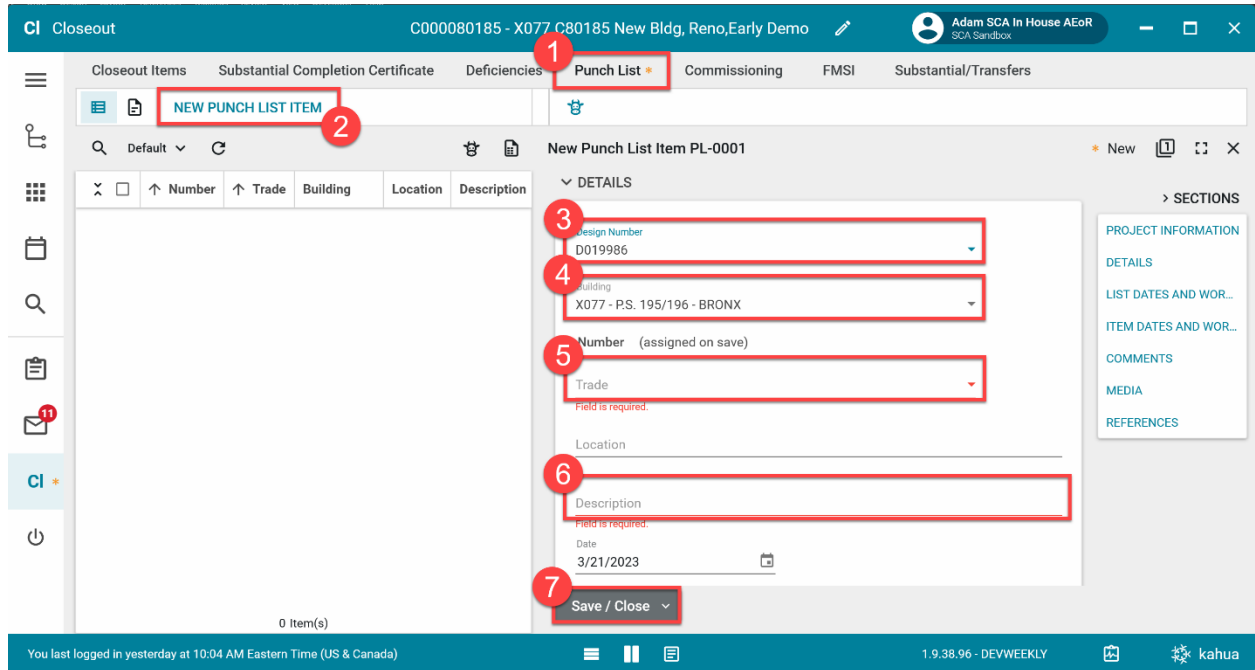 Cl Closeout
C000080185 - X077 C80185 New Bldg, Reno,Early Demo
Adam SCA In House AEoR
SCA Sandbox
1
Closeout Items Substantial Completion Certificate Deficiencies Punch List * Commissioning FMSI Substantial/Transfers
NEW PUNCH LIST ITEM
2
Default
New Punch List Item PL-0001
* New 1
Number Trade Building Location Description
DETAILS
> SECTIONS
3
Design Number
D019986
PROJECT INFORMATION
DETAILS
4
Building
X077 - P.S. 195/196 - BRONX
LIST DATES AND WOR...
ITEM DATES AND WOR...
Number (assigned on save)
COMMENTS
5
Trade
Field is required.
MEDIA
REFERENCES
11
Location
Cl *
6
Description
Field is required.
Date
3/21/2023
7
Save / Close
0 Item(s)
You last logged in yesterday at 10:04 AM Eastern Time (US & Canada)
1.9.38.96 - DEVWEEKLY
kahua